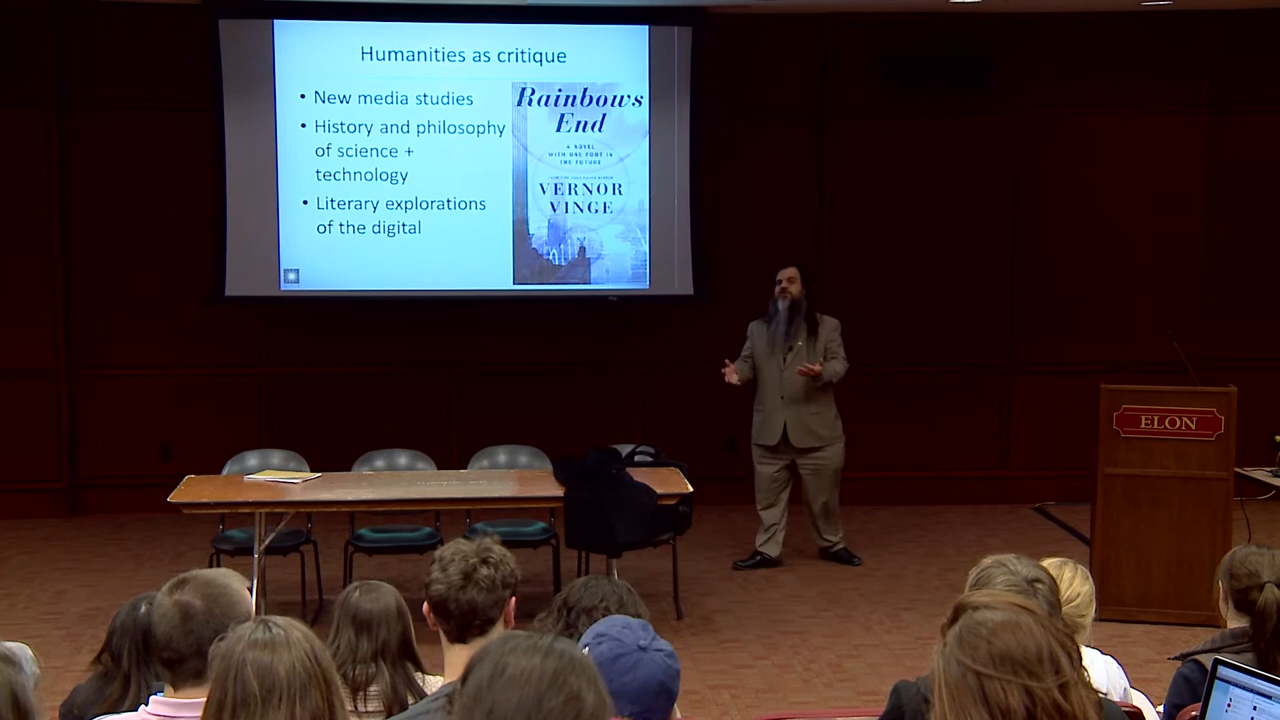 Humanities as critique
• New media studies
• History and philosophy
of science +
technology
• Literary explorations
of the digital
Rainbows
End
A NOVEL
WITH ONE FOOT IN
THE FUTURE
VERNOR
VINGE
ELON